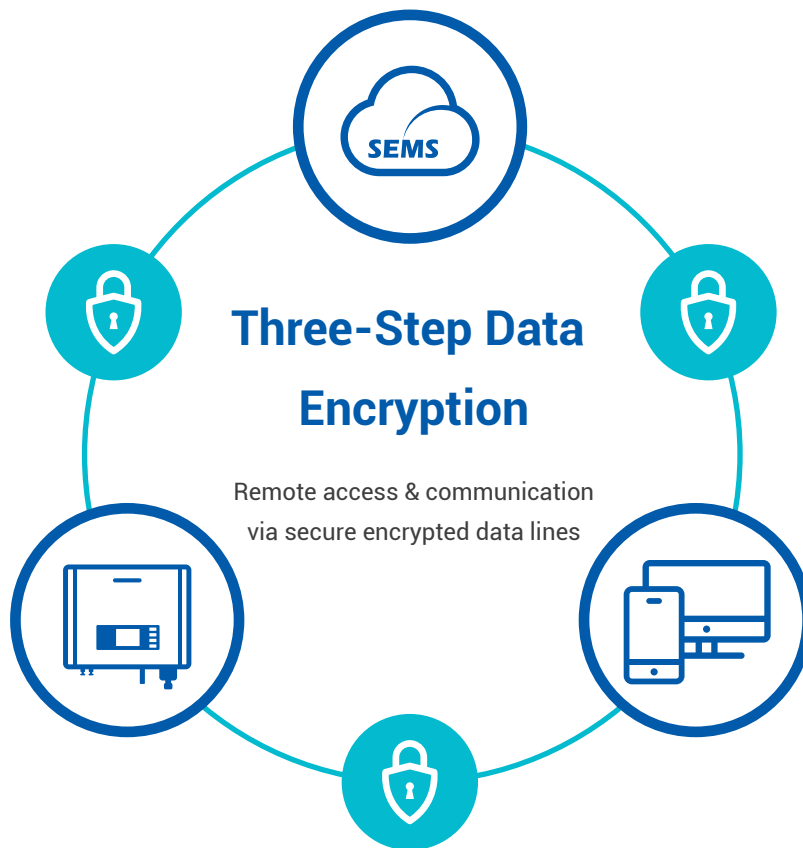 SEMS
Three-Step Data
Encryption
Remote access & communication
via secure encrypted data lines